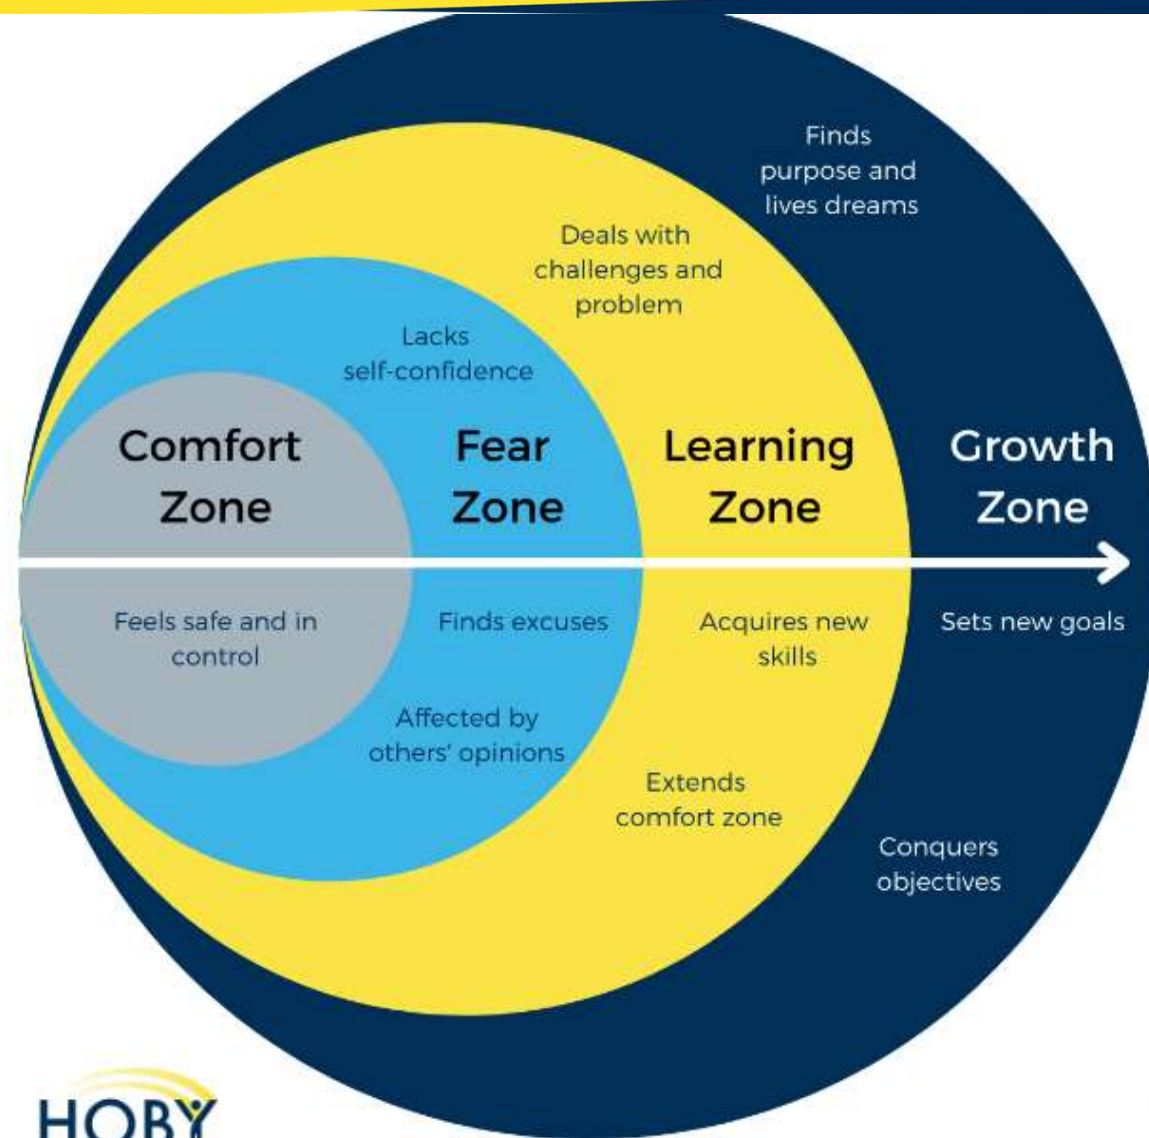 Finds
purpose and
lives dreams
Deals with
challenges and
problem
Lacks
self-confidence
Comfort
Zone
Fear
Zone
Learning
Zone
Growth
Zone
Feels safe and in
control
Finds excuses
Acquires new
skills
Sets new goals
Affected by
others' opinions
Extends
comfort zone
Conquers
objectives
HOBY